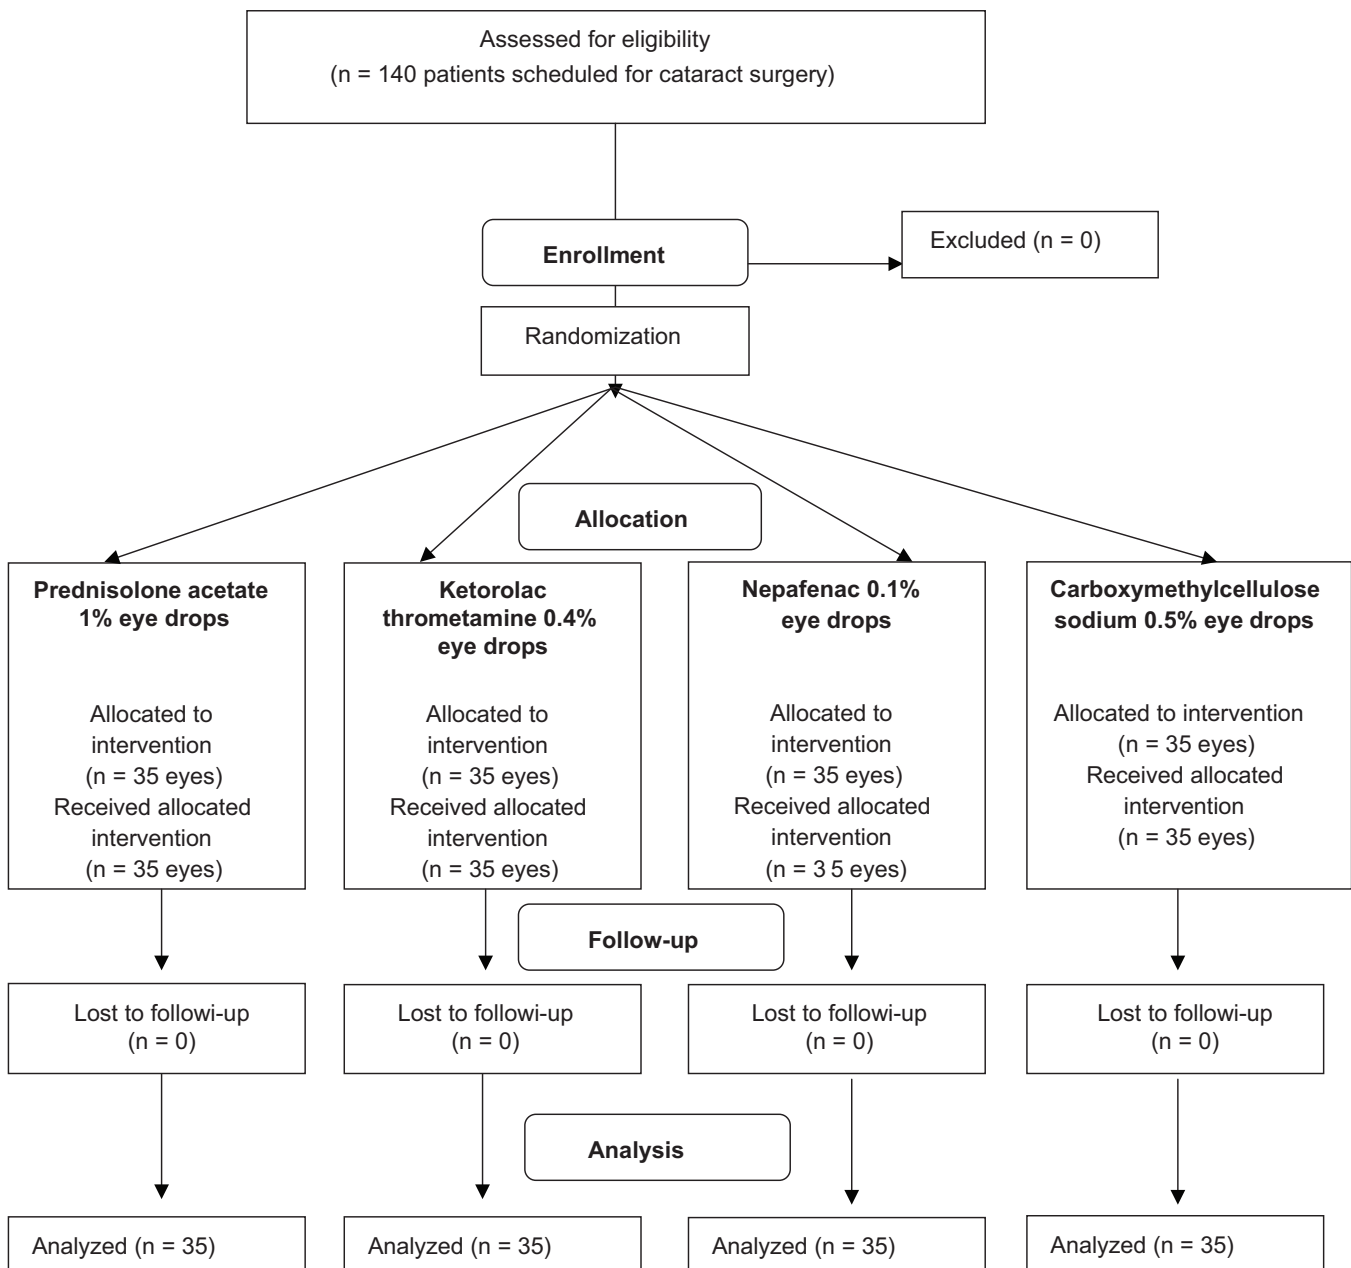 Assessed for eligibility
(n = 140 patients scheduled for cataract surgery)
Enrollment
Excluded (n = 0)
Randomization
Allocation
Prednisolone acetate
1% eye drops
Allocated to
intervention
(n = 35 eyes)
Received allocated
intervention
(n = 35 eyes)
Ketorolac
thrometamine 0.4%
eye drops
Allocated to
intervention
(n = 35 eyes)
Received allocated
intervention
(n = 35 eyes)
Nepafenac 0.1%
eye drops
Allocated to
intervention
(n = 35 eyes)
Received allocated
intervention
(n = 3 5 eyes)
Carboxymethylcellulose
sodium 0.5% eye drops
Allocated to intervention
(n = 35 eyes)
Received allocated
intervention
(n = 35 eyes)
Follow-up
Lost to followi-up
(n = 0)
Lost to followi-up
(n = 0)
Lost to followi-up
(n = 0)
Lost to followi-up
(n = 0)
Analysis
Analyzed (n = 35)
Analyzed (n = 35)
Analyzed (n = 35)
Analyzed (n = 35)